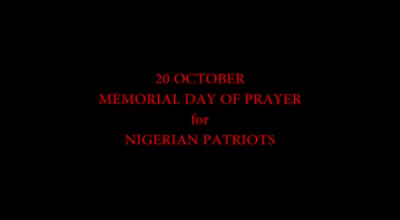 20 OCTOBER
MEMORIAL DAY OF PRAYER
for
NIGERIAN PATRIOTS